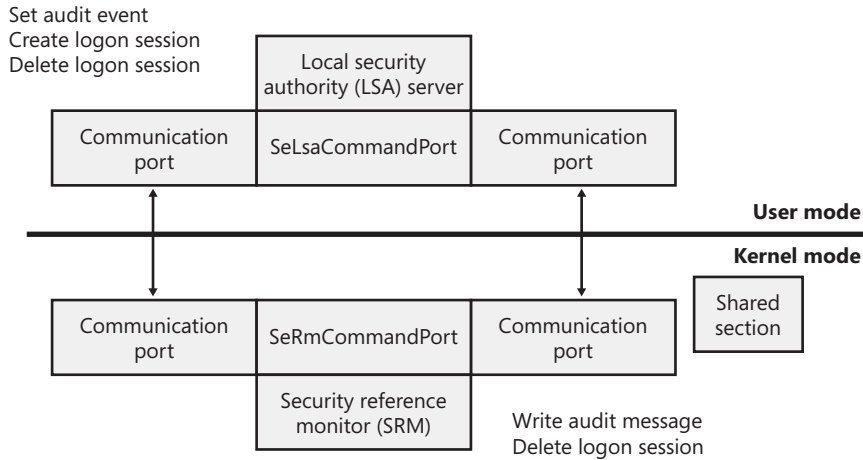 Set audit event
Create logon session
Delete logon session
Local security
authority (LSA) server
Communication
port
SeLsaCommandPort
Communication
port
User mode
Kernel mode
Communication
port
SeRmCommandPort
Communication
port
Shared
section
Security reference
monitor (SRM)
Write audit message
Delete logon session